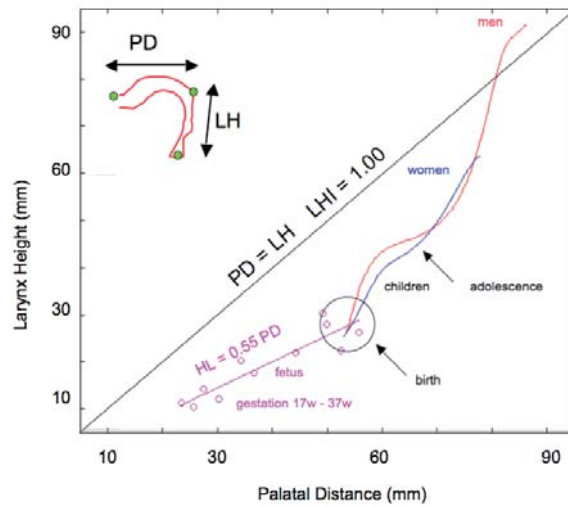 90
PD
men
LH
60
women
PD = LH LHI = 1.00
Larynx Height (mm)
children
adolescence
30
HL = 0.55 PD
birth
fetus
10
gestation 17w - 37w
10
30
60
90
Palatal Distance (mm)